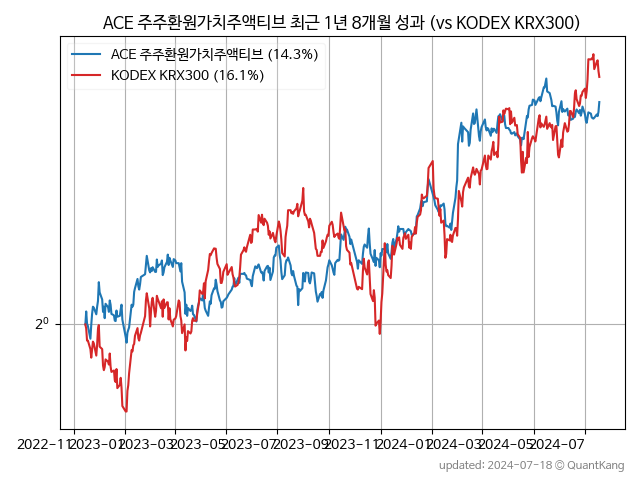 ACE 주주환원가치주액티브 최근 1년 8개월 성과 (vs KODEX KRX300)
ACE 주주환원가치주액티브 (14.3%)
KODEX KRX300 (16.1%)
2⁰
2022-11 2023-01 2023-03 2023-05 2023-07 2023-09 2023-11 2024-01 2024-03 2024-05 2024-07
updated: 2024-07-18 © QuantKang